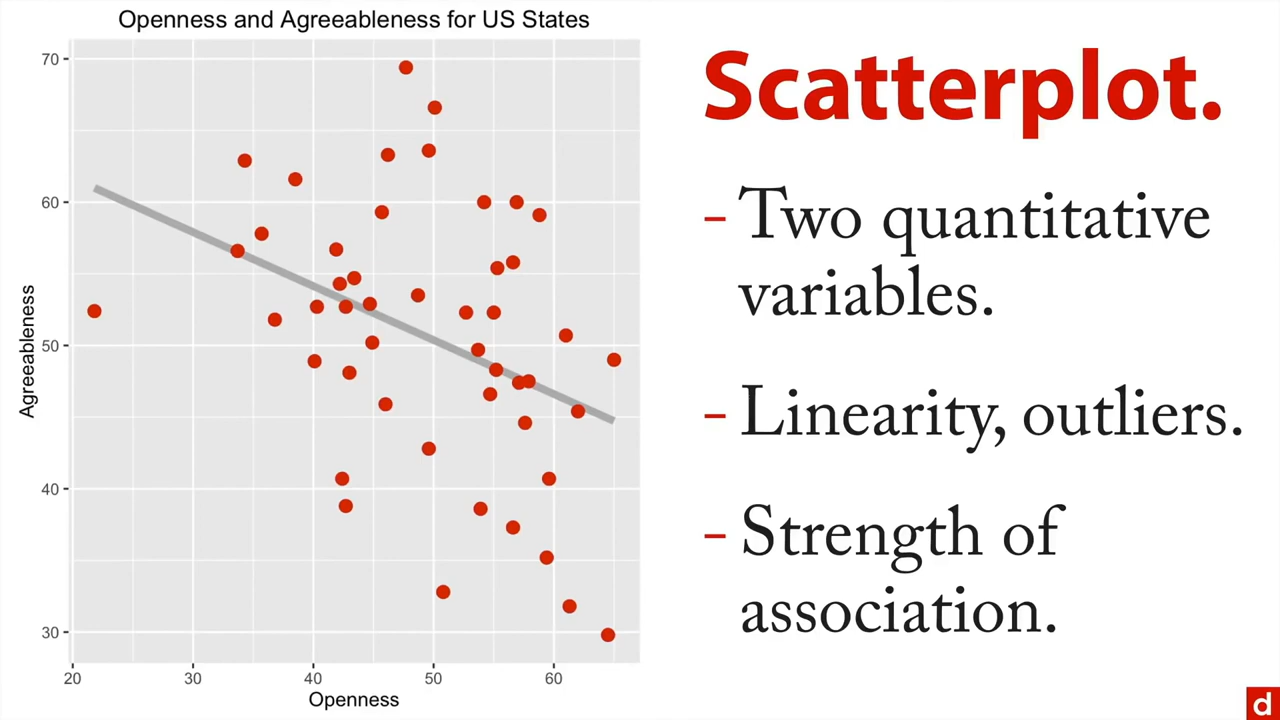 Openness and Agreeableness for US States
70
60
50
40
30
Agreeableness
20 30 40 50 60
Openness
Scatterplot.
- Two quantitative
variables.
- Linearity, outliers.
- Strength of
association.
d